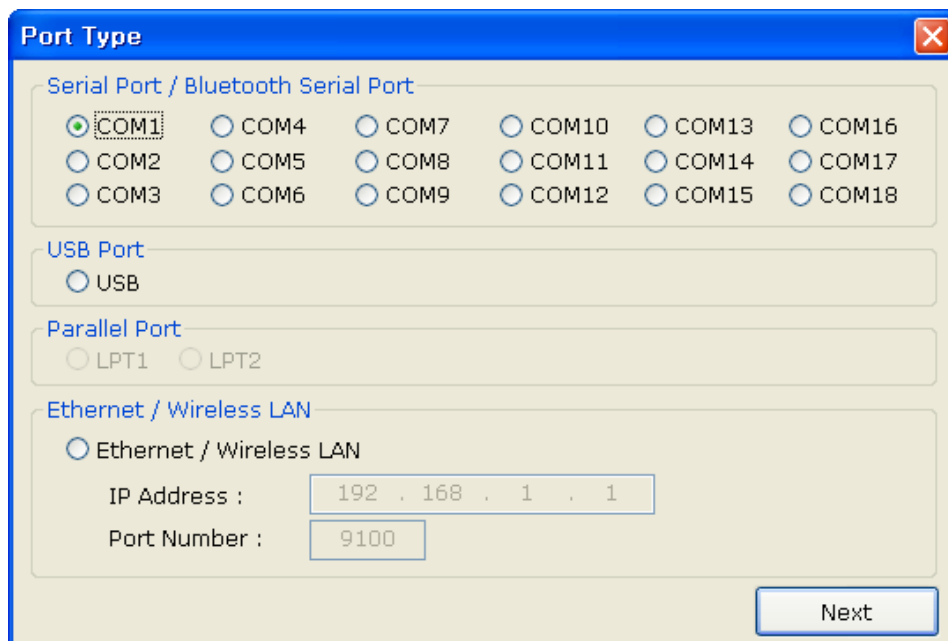 Port Type
Serial Port / Bluetooth Serial Port
COM1 COM4 COM7 COM10 COM13 COM16
COM2 COM5 COM8 COM11 COM14 COM17
COM3 COM6 COM9 COM12 COM15 COM18
USB Port
USB
Parallel Port
LPT1 LPT2
Ethernet / Wireless LAN
Ethernet / Wireless LAN
IP Address : 192 . 168 . 1 . 1
Port Number : 9100
Next